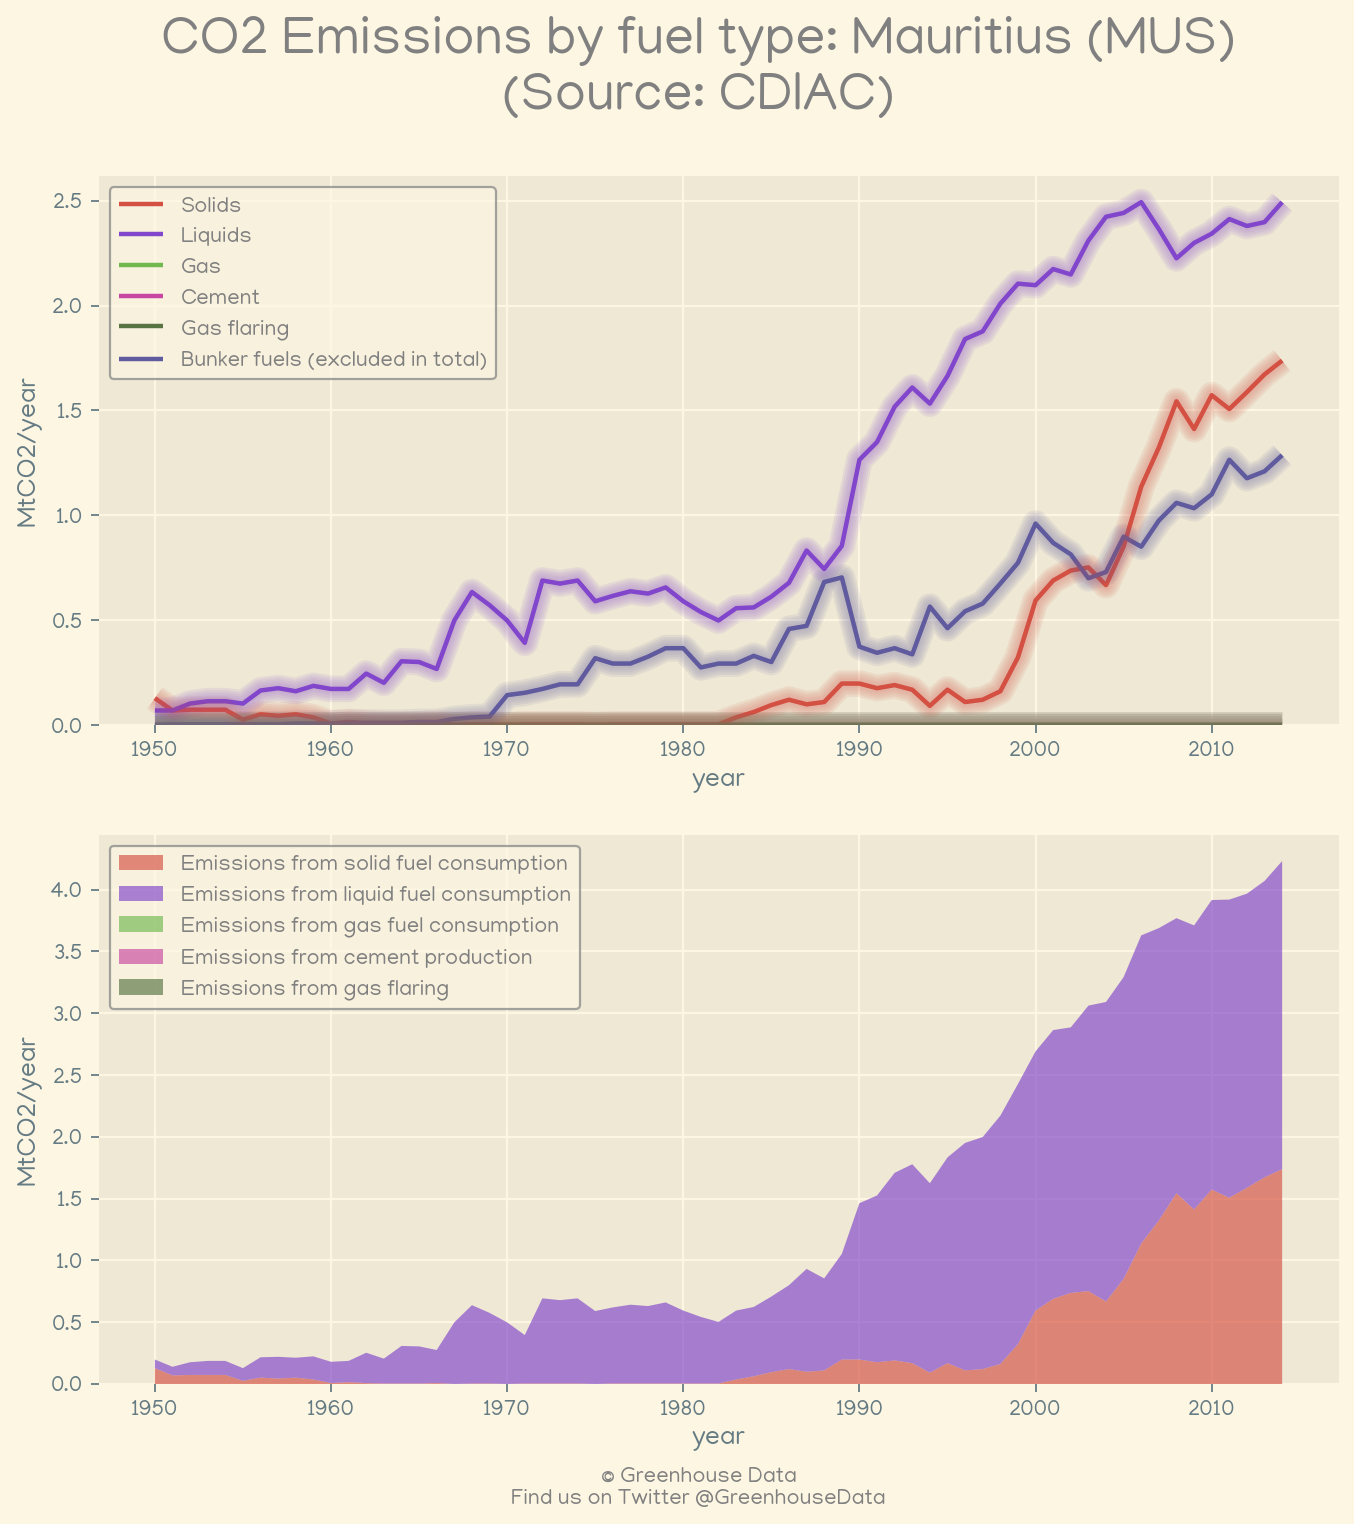 CO2 Emissions by fuel type: Mauritius (MUS)
(Source: CDIAC)
Solids
Liquids
Gas
Cement
Gas flaring
Bunker fuels (excluded in total)
MtCO2/year
2.5
2.0
1.5
1.0
0.5
0.0
1950 1960 1970 1980 1990 2000 2010
year
Emissions from solid fuel consumption
Emissions from liquid fuel consumption
Emissions from gas fuel consumption
Emissions from cement production
Emissions from gas flaring
MtCO2/year
4.0
3.5
3.0
2.5
2.0
1.5
1.0
0.5
0.0
1950 1960 1970 1980 1990 2000 2010
year
© Greenhouse Data
Find us on Twitter @GreenhouseData